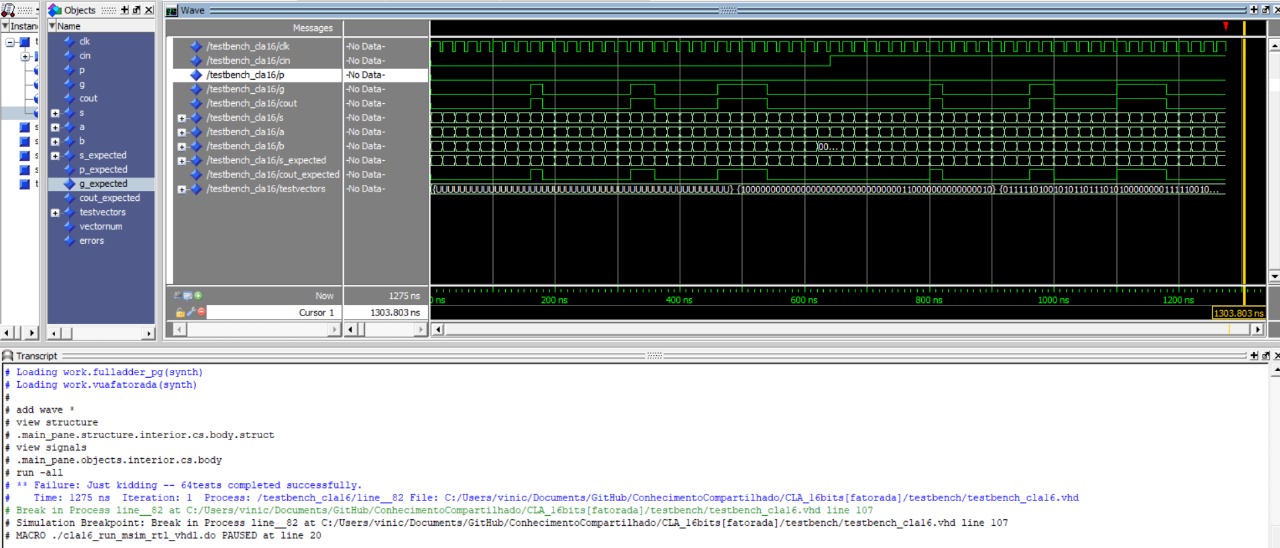 Objects
Wave
Instan
Name
Messages
clk
cin
p
g
cout
s
a
b
s_expected
p_expected
g_expected
cout_expected
testvectors
vectornum
errors
/testbench_cla16/clk -No Data-
/testbench_cla16/cin -No Data-
/testbench_cla16/p -No Data-
/testbench_cla16/g -No Data-
/testbench_cla16/cout -No Data-
/testbench_cla16/s -No Data-
/testbench_cla16/a -No Data-
/testbench_cla16/b -No Data- 00...
/testbench_cla16/s_expected -No Data-
/testbench_cla16/cout_expected -No Data-
/testbench_cla16/testvectors -No Data-
Now 1275 ns
ns 200 ns 400 ns 600 ns 800 ns 1000 ns 1200 ns
Cursor 1 1303.803 ns 1303.803 ns
Transcript
# Loading work.fulladder_pg(synth)
# Loading work.vuafatorada(synth)
#
# add wave *
# view structure
# .main_pane.structure.interior.cs.body.struct
# view signals
# .main_pane.objects.interior.cs.body
# run -all
# ** Failure: Just kidding -- 64tests completed successfully.
#    Time: 1275 ns  Iteration: 1  Process: /testbench_cla16/line__82 File: C:/Users/vinic/Documents/GitHub/ConhecimentoCompartilhado/CLA_16bits[fatorada]/testbench/testbench_cla16.vhd
# Break in Process line__82 at C:/Users/vinic/Documents/GitHub/ConhecimentoCompartilhado/CLA_16bits[fatorada]/testbench/testbench_cla16.vhd line 107
# Simulation Breakpoint: Break in Process line__82 at C:/Users/vinic/Documents/GitHub/ConhecimentoCompartilhado/CLA_16bits[fatorada]/testbench/testbench_cla16.vhd line 107
# MACRO ./cla16_run_msim_rtl_vhdl.do PAUSED at line 20